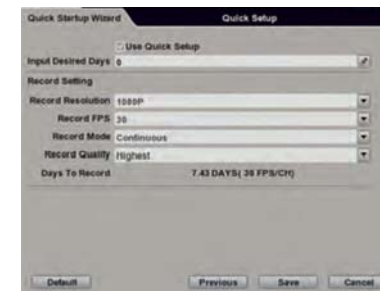 Quick Startup Wizard Quick Setup
Use Quick Setup
Input Desired Days 0
Record Setting
Record Resolution 1080P
Record FPS 30
Record Mode Continuous
Record Quality Highest
Days To Record 7.43 DAYS( 30 FPS/CH)
Default Previous Save Cancel